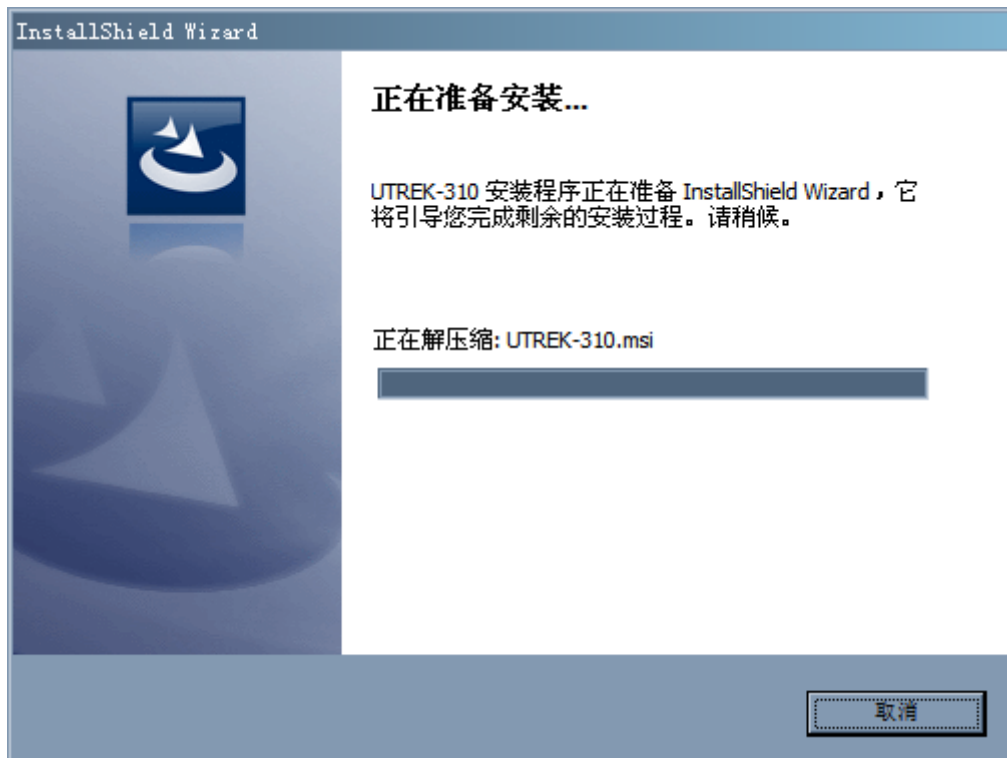 InstallShield Wizard
正在准备安装...
UTREK-310 安装程序正在准备 InstallShield Wizard，它
将引导您完成剩余的安装过程。请稍候。
正在解压缩: UTREK-310.msi
取消